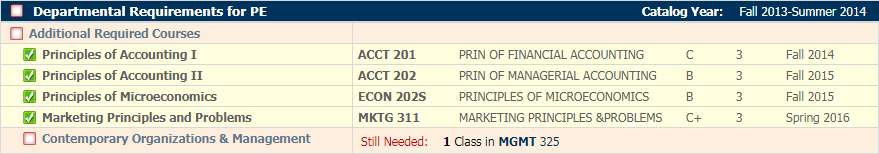 Departmental Requirements for PE Catalog Year: Fall 2013-Summer 2014
Additional Required Courses
Principles of Accounting I ACCT 201 PRIN OF FINANCIAL ACCOUNTING C 3 Fall 2014
Principles of Accounting II ACCT 202 PRIN OF MANAGERIAL ACCOUNTING B 3 Fall 2015
Principles of Microeconomics ECON 202S PRINCIPLES OF MICROECONOMICS B 3 Fall 2015
Marketing Principles and Problems MKTG 311 MARKETING PRINCIPLES &PROBLEMS C+ 3 Spring 2016
Contemporary Organizations & Management Still Needed: 1 Class in MGMT 325